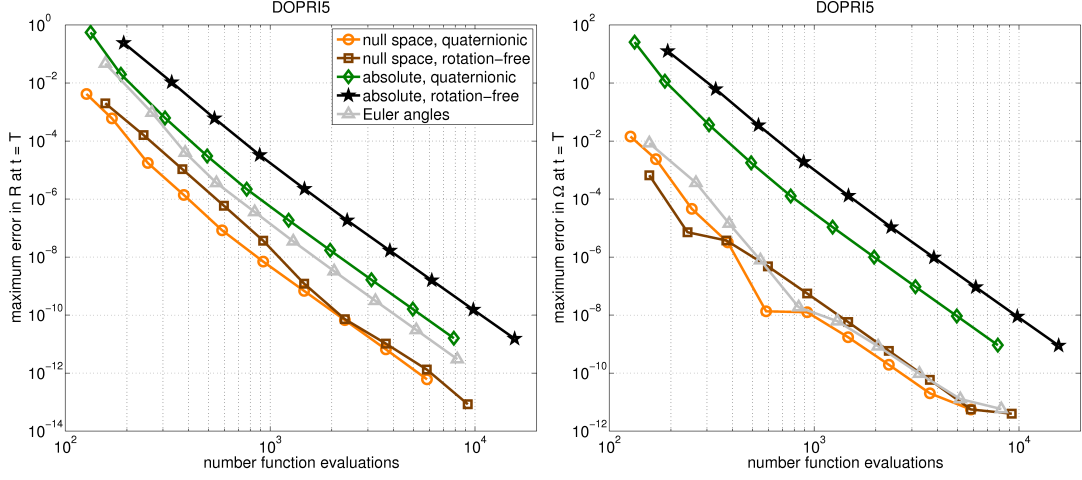 DOPRI5
10^0
10^−2
10^−4
10^−6
10^−8
10^−10
10^−12
10^−14
maximum error in R at t = T
null space, quaternionic
null space, rotation−free
absolute, quaternionic
absolute, rotation−free
Euler angles
10^2
10^3
10^4
number function evaluations
DOPRI5
10^2
10^0
10^−2
10^−4
10^−6
10^−8
10^−10
10^−12
maximum error in Ω at t = T
10^2
10^3
10^4
number function evaluations